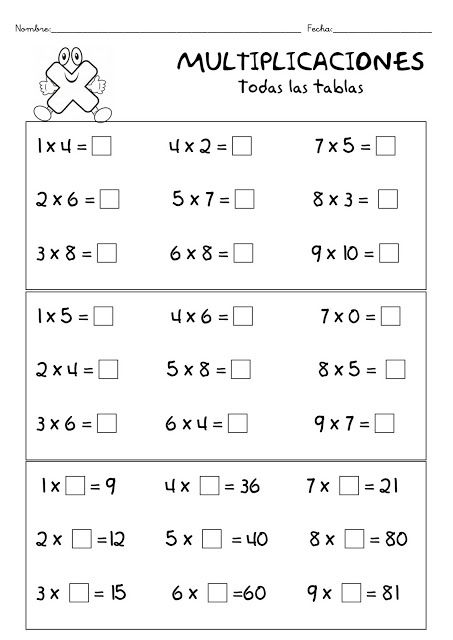 Nombre:____________________ Fecha:____________________
MULTIPLICACIONES
Todas las tablas
1 x 4 = □ 4 x 2 = □ 7 x 5 = □
2 x 6 = □ 5 x 7 = □ 8 x 3 = □
3 x 8 = □ 6 x 8 = □ 9 x 10 = □
1 x 5 = □ 4 x 6 = □ 7 x 0 = □
2 x 4 = □ 5 x 8 = □ 8 x 5 = □
3 x 6 = □ 6 x 4 = □ 9 x 7 = □
1 x □ = 9 4 x □ = 36 7 x □ = 21
2 x □ =12 5 x □ =40 8 x □ = 80
3 x □ = 15 6 x □ =60 9 x □ = 81